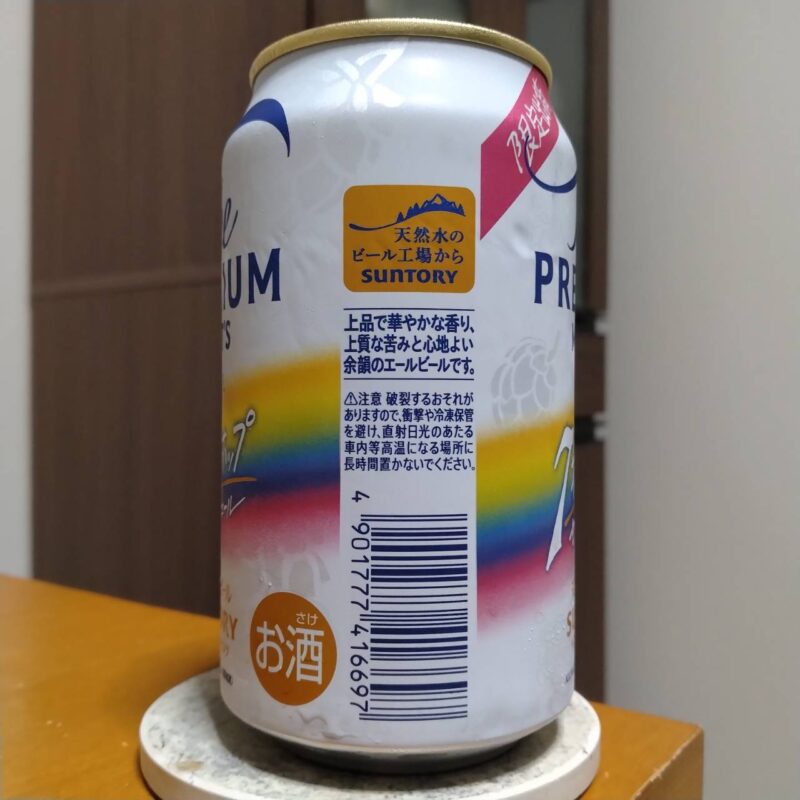 天然水の
ビール工場から
SUNTORY
上品で華やかな香り、
上質な苦みと心地よい
余韻のエールビールです。
⚠注意 破裂するおそれが
ありますので、衝撃や冷凍保管
を避け、直射日光のあたる
車内等高温になる場所に
長時間置かないでください。
4 901777 416697
さけ
お酒
限定
PRE